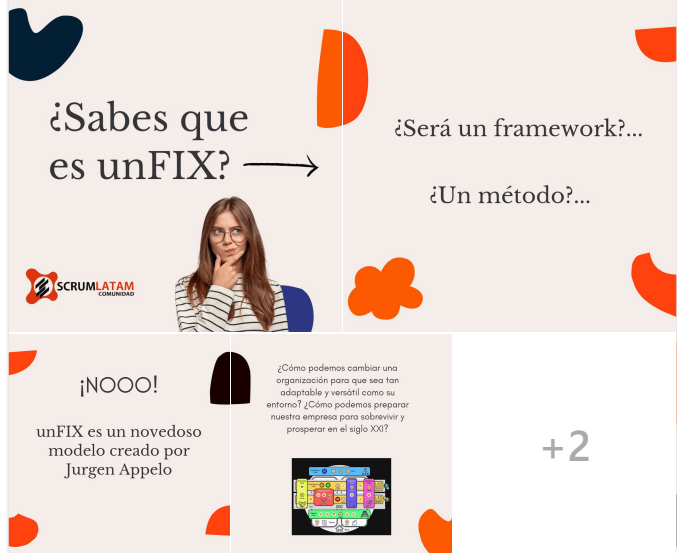 ¿Sabes que
es unFIX?
SCRUMLATAM
COMUNIDAD
¿Será un framework?...
¿Un método?...
¡NOOO!
unFIX es un novedoso
modelo creado por
Jurgen Appelo
¿Cómo podemos cambiar una
organización para que sea tan
adaptable y versátil como su
entorno? ¿Cómo podemos preparar
nuestra empresa para sobrevivir y
prosperar en el siglo XXI?
+2